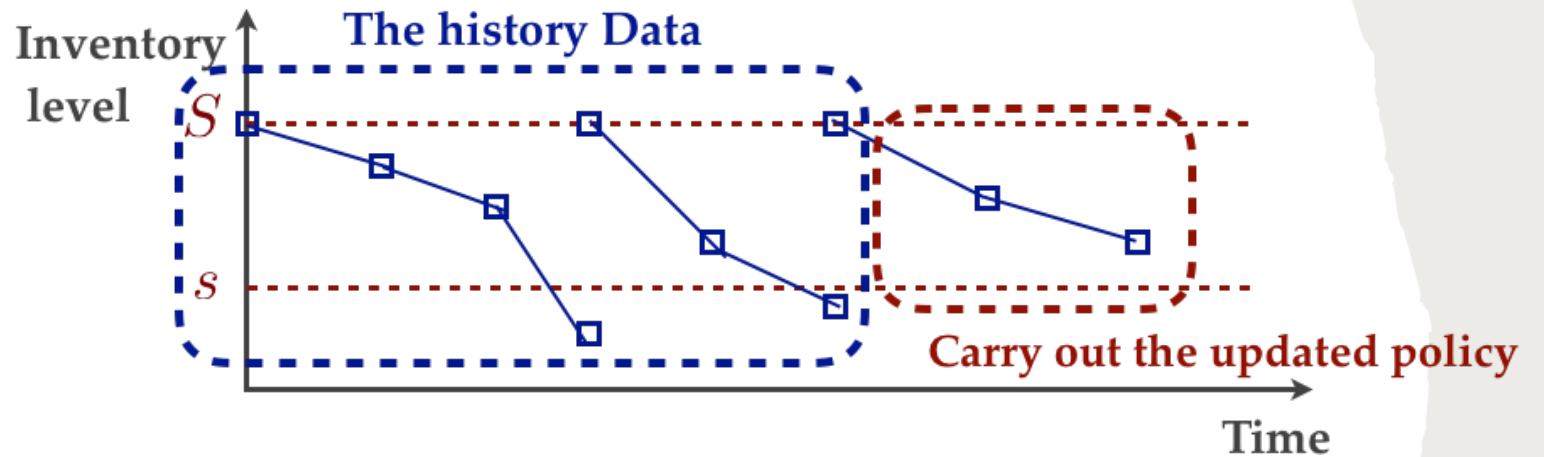 The history Data
Inventory
level
S
s
Carry out the updated policy
Time